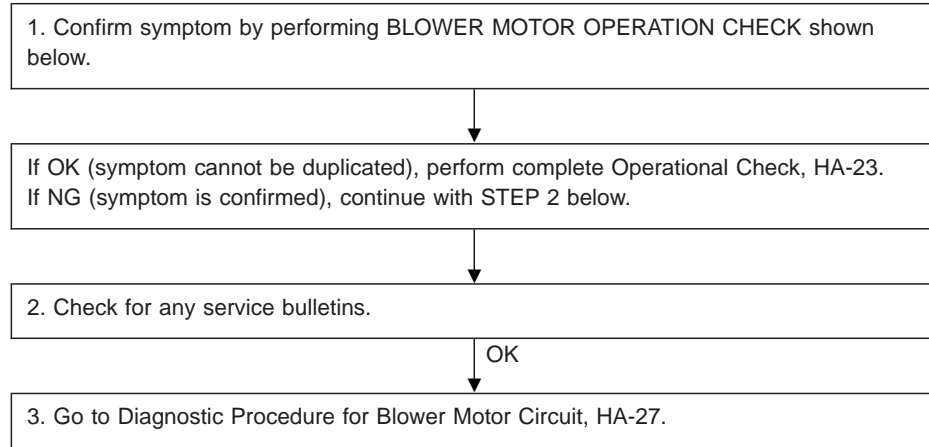 1. Confirm symptom by performing BLOWER MOTOR OPERATION CHECK shown
below.
If OK (symptom cannot be duplicated), perform complete Operational Check, HA-23.
If NG (symptom is confirmed), continue with STEP 2 below.
2. Check for any service bulletins.
OK
3. Go to Diagnostic Procedure for Blower Motor Circuit, HA-27.